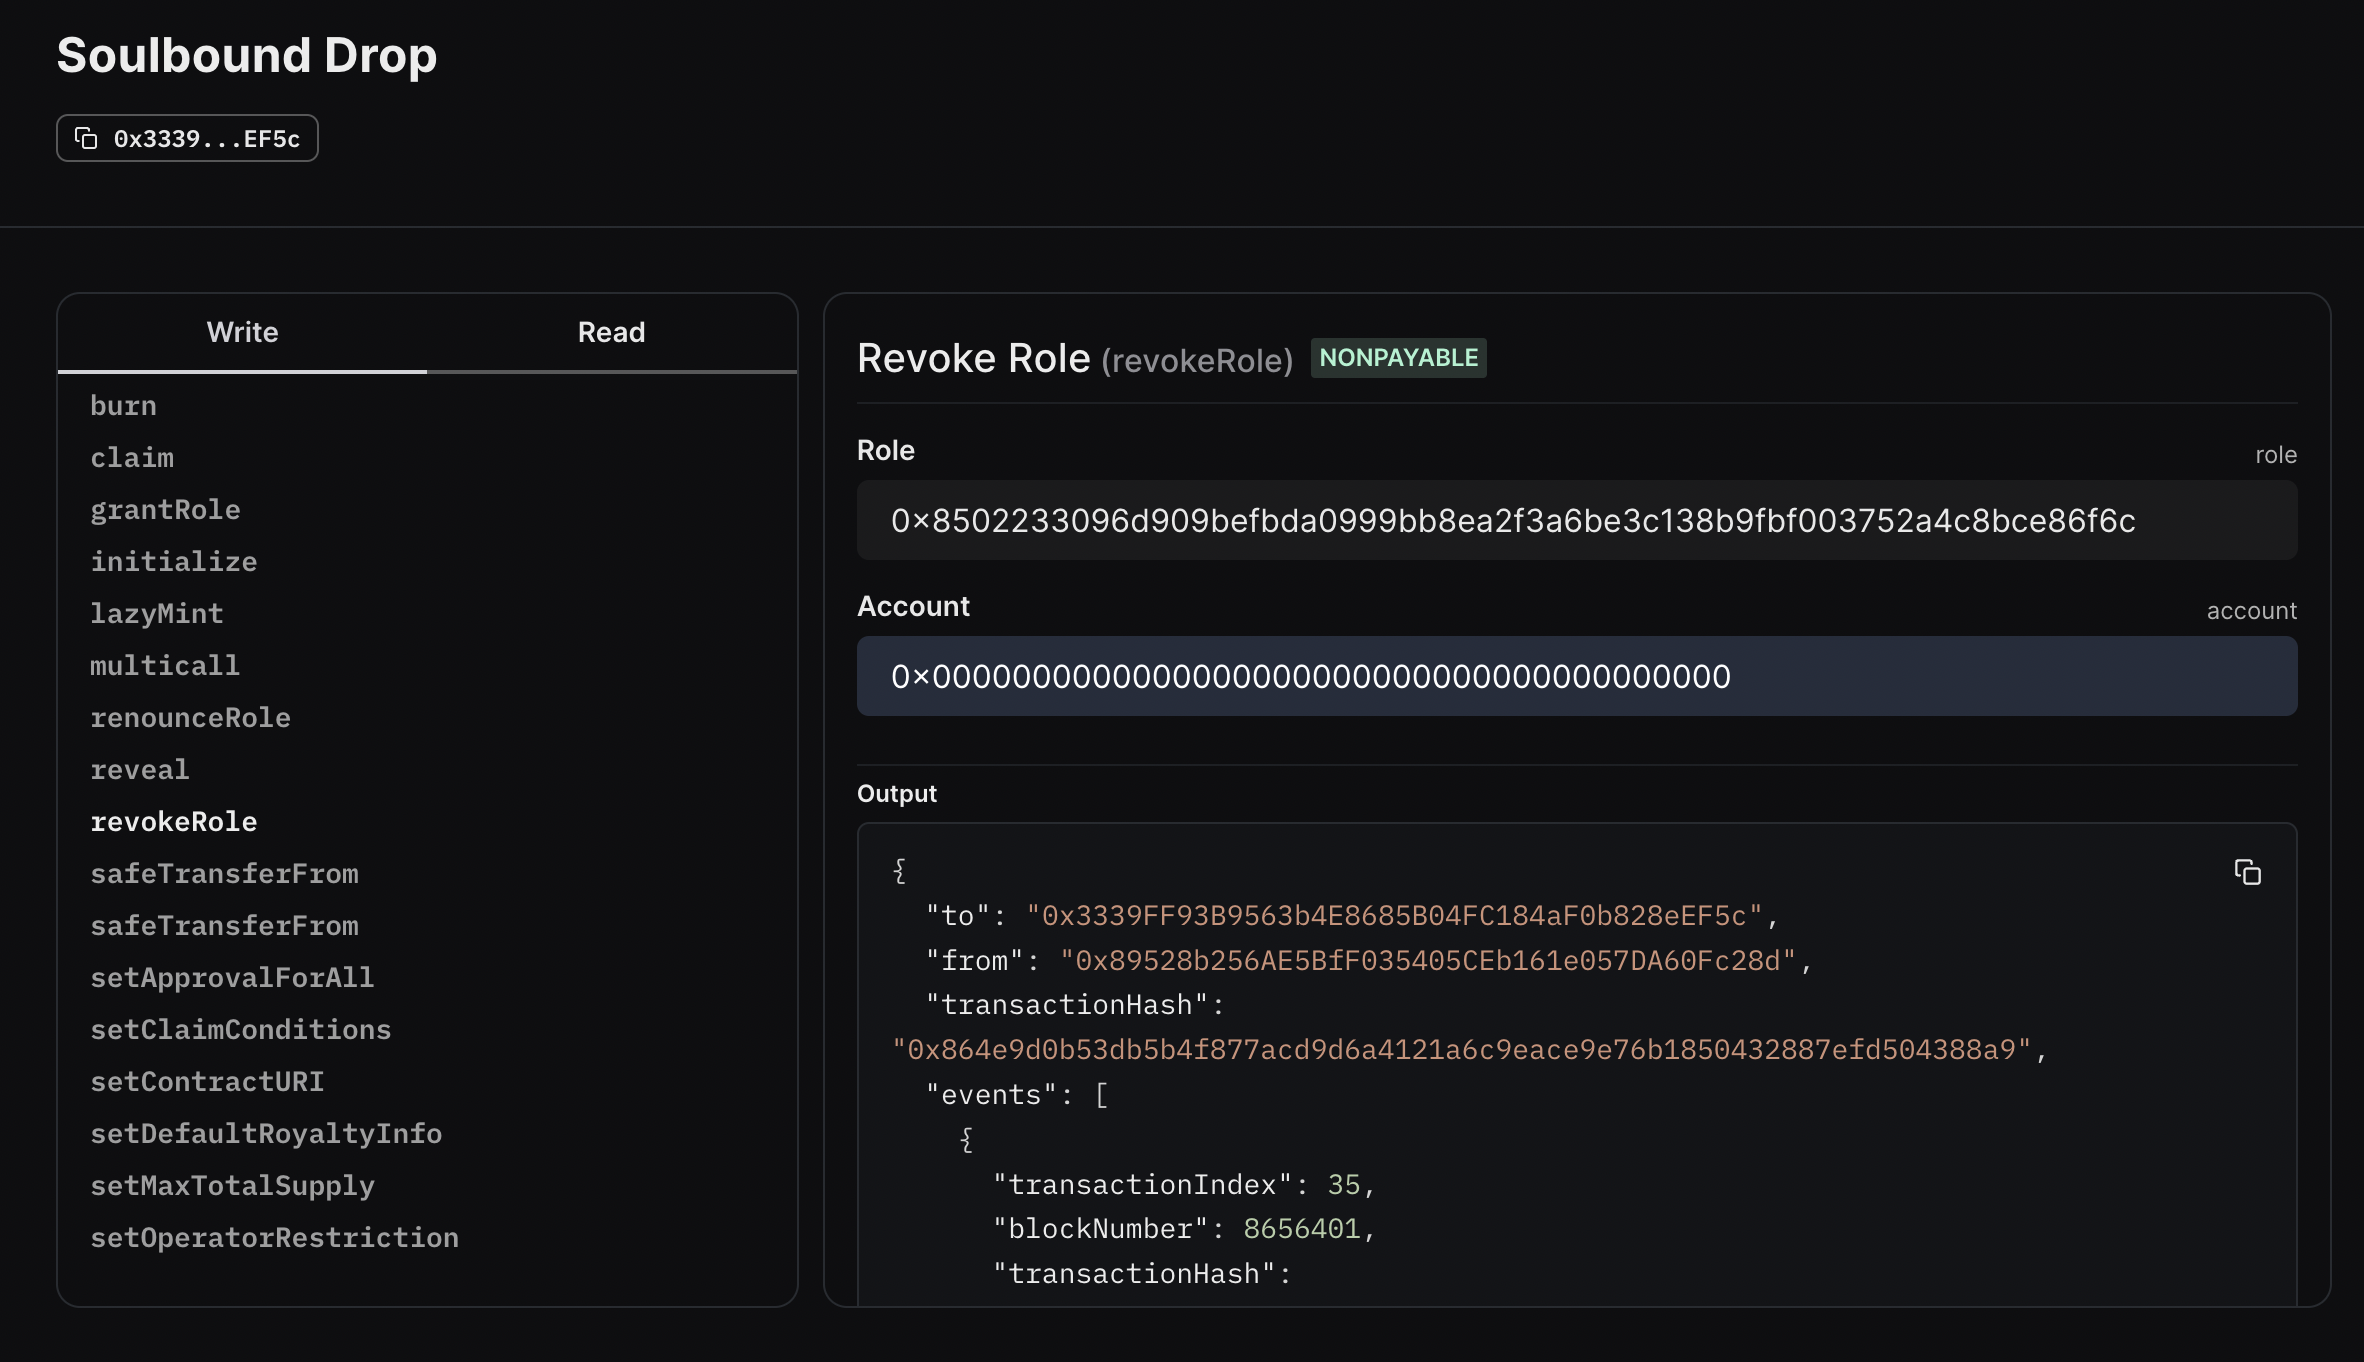 Soulbound Drop
0x3339...EF5c
Write
Read
burn
claim
grantRole
initialize
lazyMint
multicall
renounceRole
reveal
revokeRole
safeTransferFrom
safeTransferFrom
setApprovalForAll
setClaimConditions
setContractURI
setDefaultRoyaltyInfo
setMaxTotalSupply
setOperatorRestriction
Revoke Role (revokeRole) NONPAYABLE
Role
role
0x8502233096d909befbda0999bb8ea2f3a6be3c138b9fbf003752a4c8bce86f6c
Account
account
0x0000000000000000000000000000000000000000
Output
{
"to": "0x3339FF93B9563b4E8685B04FC184aF0b828eEF5c",
"from": "0x89528b256AE5BfF035405CEb161e057DA60Fc28d",
"transactionHash":
"0x864e9d0b53db5b4f877acd9d6a4121a6c9eace9e76b1850432887efd504388a9",
"events": [
{
"transactionIndex": 35,
"blockNumber": 8656401,
"transactionHash":